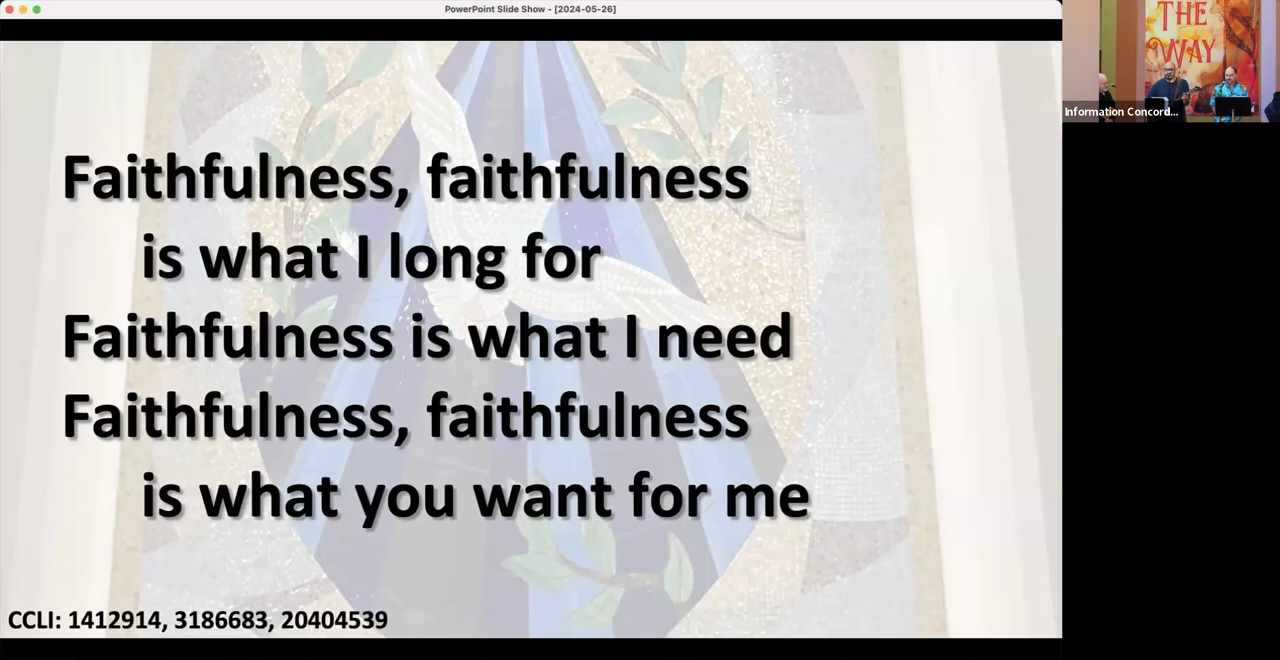 PowerPoint Slide Show - [2024-05-26]
Faithfulness, faithfulness
is what I long for
Faithfulness is what I need
Faithfulness, faithfulness
is what you want for me
CCLI: 1412914, 3186683, 20404539
THE
WAY
Information Concord...